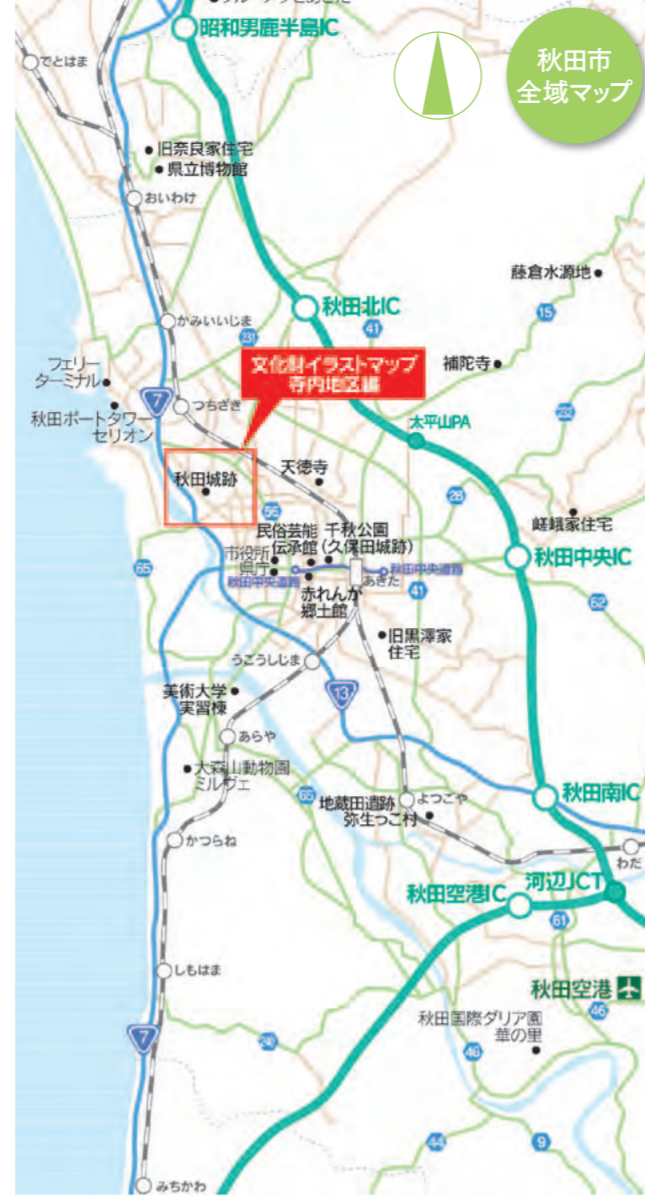 昭和男鹿半島IC
秋田市
全域マップ
でとはま
旧奈良家住宅
県立博物館
おいわけ
藤倉水源地
秋田北IC
15
かみいいじま
41
231
文化財イラストマップ
寺内地区編
補陀寺
フェリー
ターミナル
7
つちざき
秋田ポートタワー
セリオン
太平山PA
232
天徳寺
秋田城跡
28
56
嵯峨家住宅
民俗芸能
伝承館
千秋公園
(久保田城跡)
市役所
県庁
秋田中央IC
65
秋田中央道路
あきた
秋田中央道路
41
62
赤れんが
郷土館
旧黒澤家
住宅
うごうしじま
13
美術大学
実習棟
あらや
大森山動物園
ミルヴェ
65
地蔵田遺跡
弥生っこ村
よつごや
秋田南IC
かつらね
わだ
河辺JCT
秋田空港IC
61
しもはま
秋田空港
46
秋田国際ダリア園
華の里
7
240
46
44
9
みちかわ